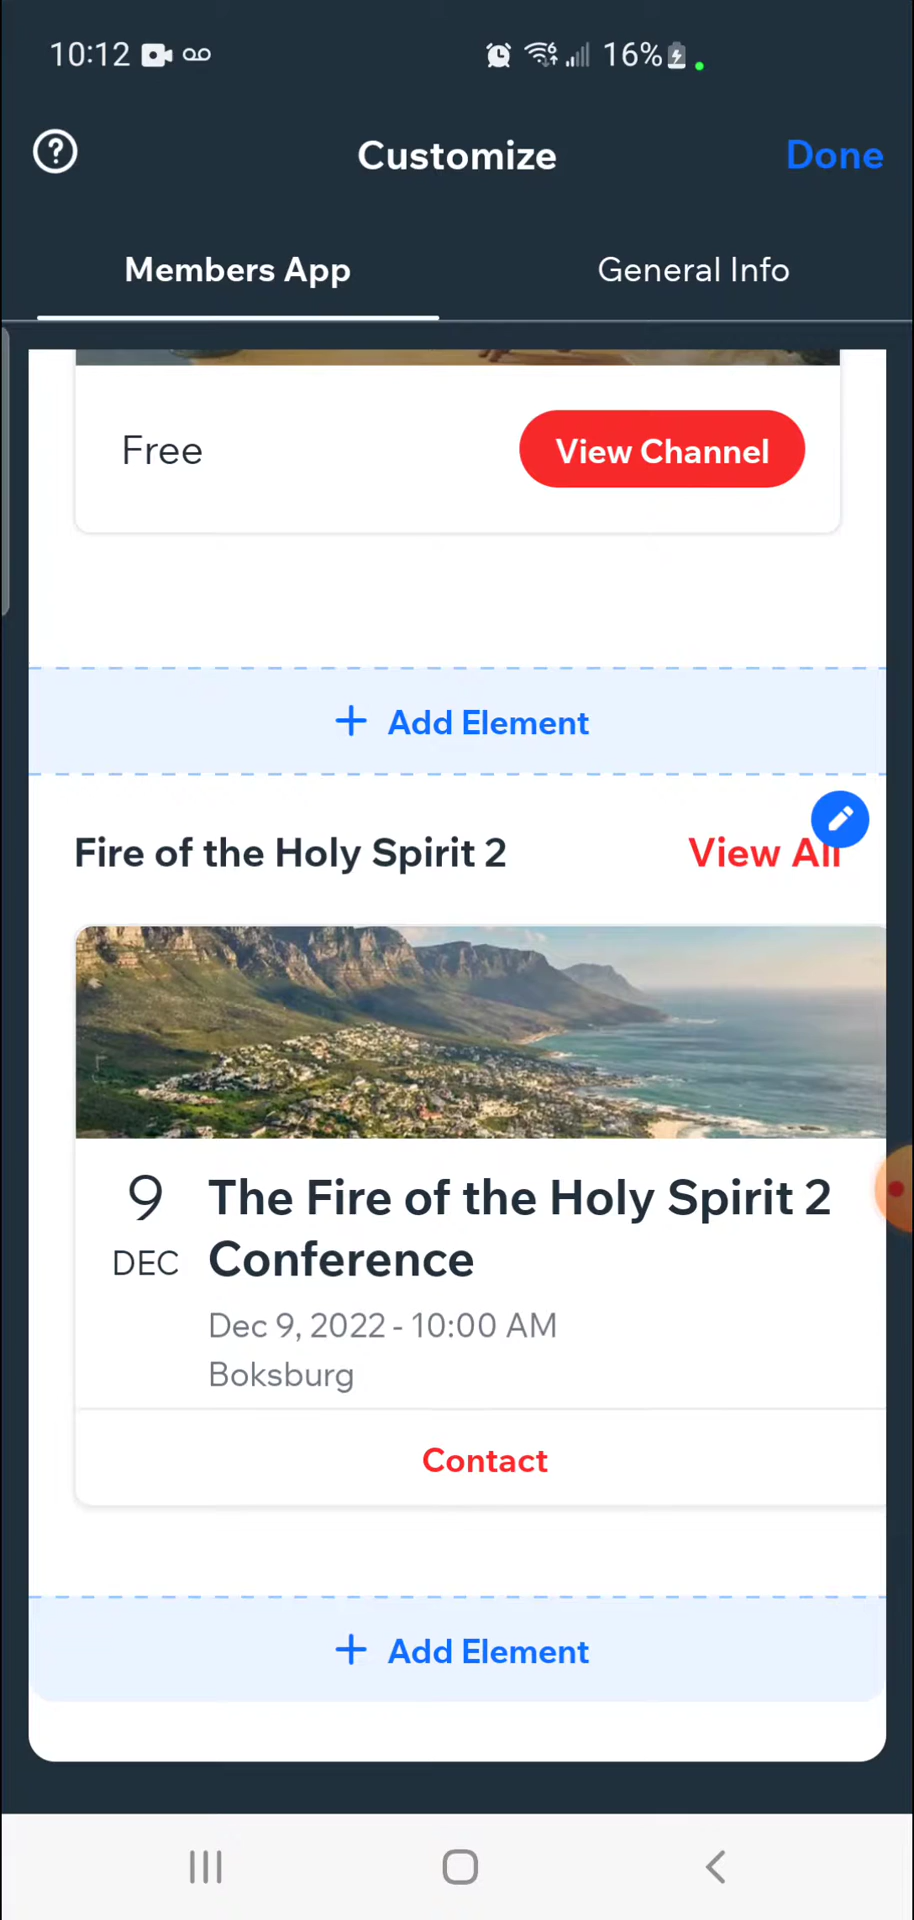 10:12 16%
Customize Done
Members App General Info
Free View Channel
+ Add Element
Fire of the Holy Spirit 2 View All
9 The Fire of the Holy Spirit 2
DEC Conference
Dec 9, 2022 - 10:00 AM
Boksburg
Contact
+ Add Element